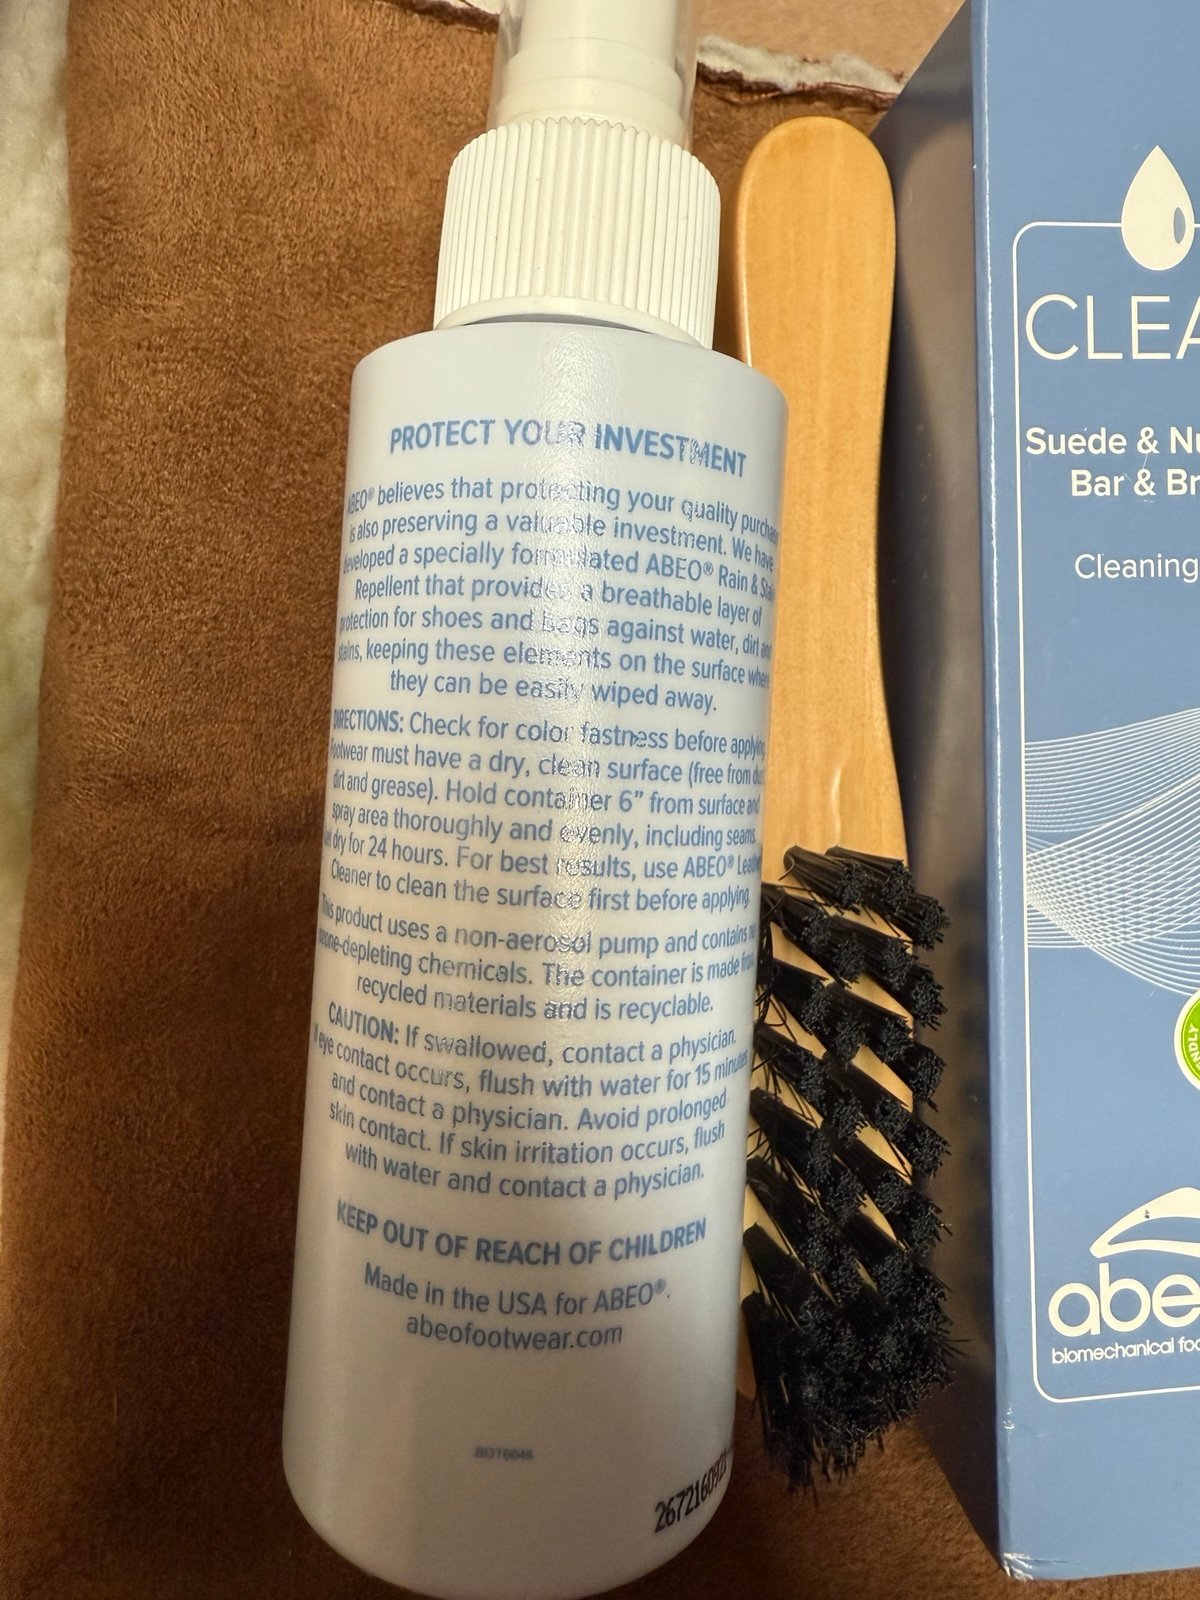 PROTECT YOUR INVESTMENT
ABEO® believes that protecting your quality
is also preserving a valuable investment. We have
developed a specially formulated ABEO® Rain &
Repellent that provides a breathable layer of
protection for shoes and bags against water, dirt and
stains, keeping these elements on the surface where
they can be easily wiped away.
DIRECTIONS: Check for color fastness before
Footwear must have a dry, clean surface (free from
dirt and grease). Hold container 6” from surface and
spray area thoroughly and evenly, including seams.
dry for 24 hours. For best results, use ABEO®
Cleaner to clean the surface first before applying.
This product uses a non-aerosol pump and contains no
ozone-depleting chemicals. The container is made from
recycled materials and is recyclable.
CAUTION: If swallowed, contact a physician.
If eye contact occurs, flush with water for 15 minutes
and contact a physician. Avoid prolonged
skin contact. If skin irritation occurs, flush
with water and contact a physician.
KEEP OUT OF REACH OF CHILDREN
Made in the USA for ABEO®.
abeofootwear.com
Suede &
Bar &
Cleaning
biomechanical